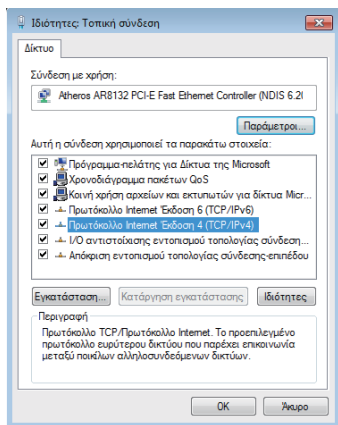 Ιδιότητες: Τοπική σύνδεση
Δίκτυο
Σύνδεση με χρήση:
Atheros AR8132 PCI-E Fast Ethernet Controller (NDIS 6.2(
Παράμετροι...
Αυτή η σύνδεση χρησιμοποιεί τα παρακάτω στοιχεία:
Πρόγραμμα-πελάτης για Δίκτυα της Microsoft
Χρονοδιάγραμμα πακέτων QoS
Κοινή χρήση αρχείων και εκτυπωτών για δίκτυα Micr...
Πρωτόκολλο Internet Έκδοση 6 (TCP/IPv6)
Πρωτόκολλο Internet Έκδοση 4 (TCP/IPv4)
I/O αντιστοίχισης εντοπισμού τοπολογίας σύνδεση...
Απόκριση εντοπισμού τοπολογίας σύνδεσης-επιπέδου
Εγκατάσταση... Κατάργηση εγκατάστασης Ιδιότητες
Περιγραφή
Πρωτόκολλο TCP/Πρωτόκολλο Internet. Το προεπιλεγμένο
πρωτόκολλο ευρύτερου δικτύου που παρέχει επικοινωνία
μεταξύ ποικίλων αλληλοσυνδεόμενων δικτύων.
OK Άκυρο